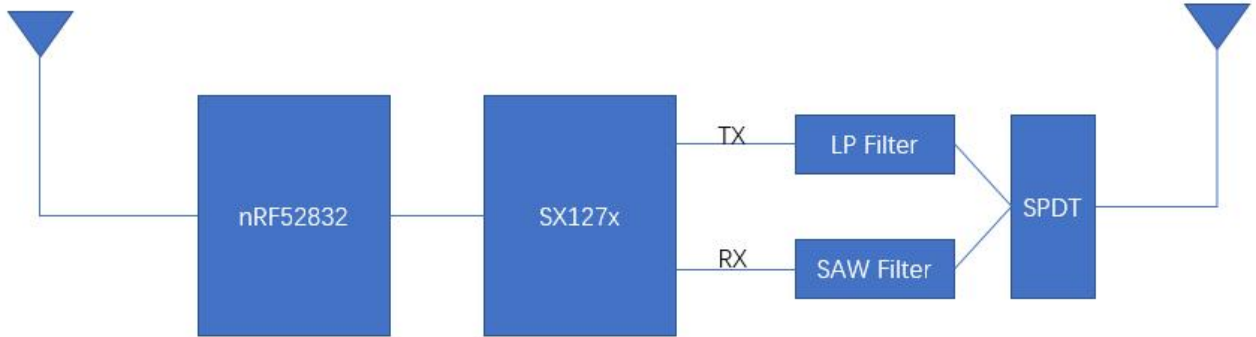 nRF52832
SX127x
TX
RX
LP Filter
SAW Filter
SPDT